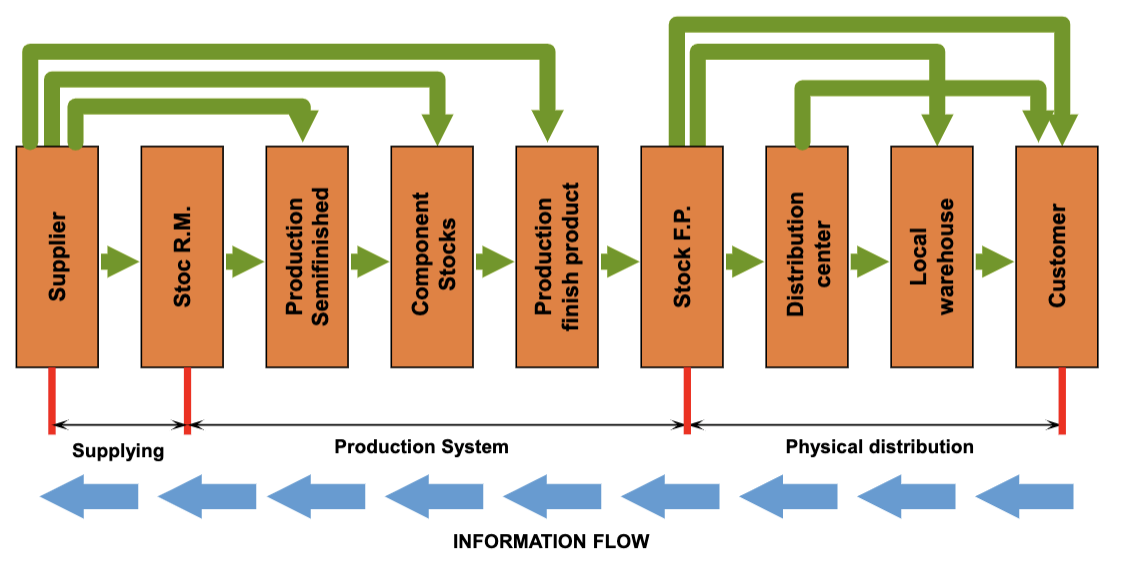 Supplier
Stoc R.M.
Production
Semifinished
Component
Stocks
Production
finish product
Stock F.P.
Distribution
center
Local
warehouse
Customer
Supplying
Production System
Physical distribution
INFORMATION FLOW